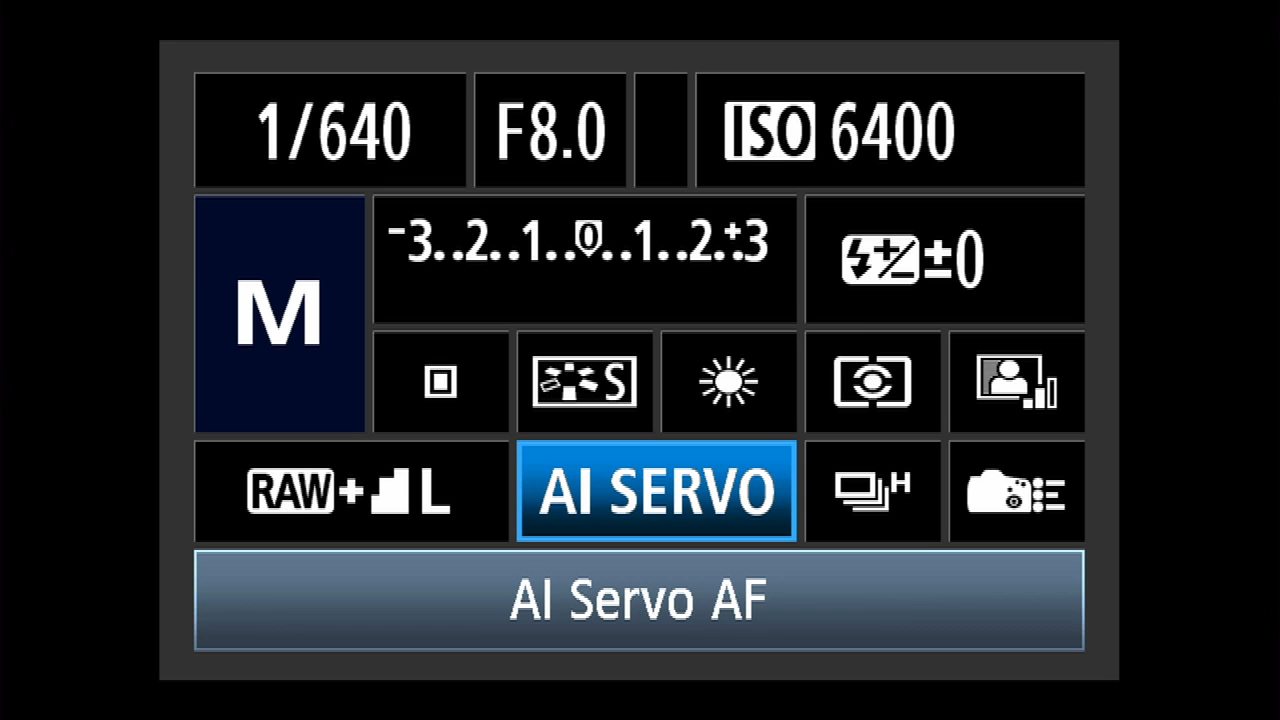 1/640 F8.0 ISO 6400
M -3..2..1..0..1..2.+.3 ±0
S
RAW+L AI SERVO H
AI Servo AF